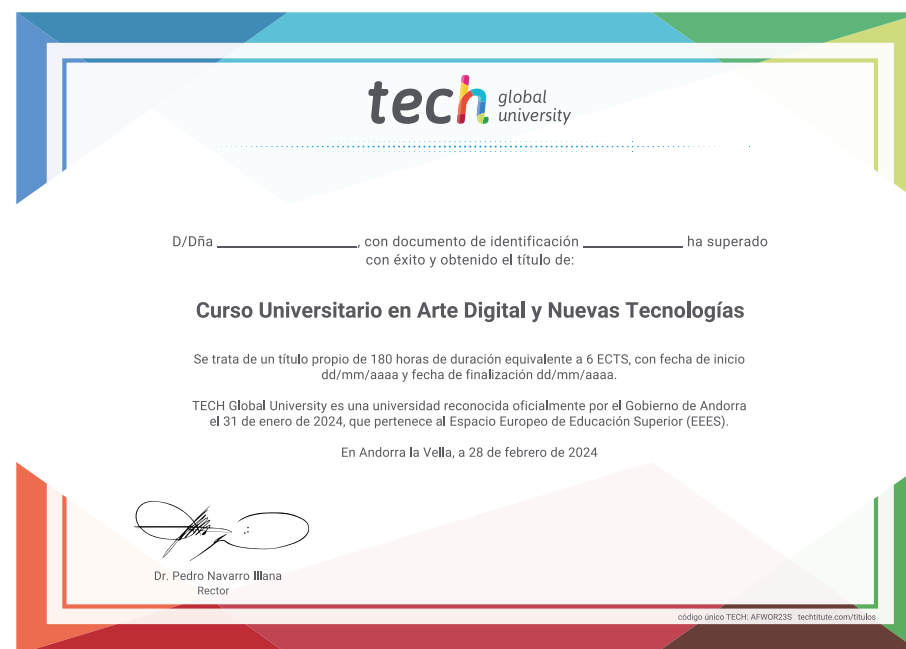 tech global
university
D/Dña ____________, con documento de identificación ____________ ha superado
con éxito y obtenido el título de:
Curso Universitario en Arte Digital y Nuevas Tecnologías
Se trata de un título propio de 180 horas de duración equivalente a 6 ECTS, con fecha de inicio
dd/mm/aaaa y fecha de finalización dd/mm/aaaa.
TECH Global University es una universidad reconocida oficialmente por el Gobierno de Andorra
el 31 de enero de 2024, que pertenece al Espacio Europeo de Educación Superior (EEES).
En Andorra la Vella, a 28 de febrero de 2024
Dr. Pedro Navarro Illana
Rector
código único TECH: AFWOR23S techtitute.com/titulos